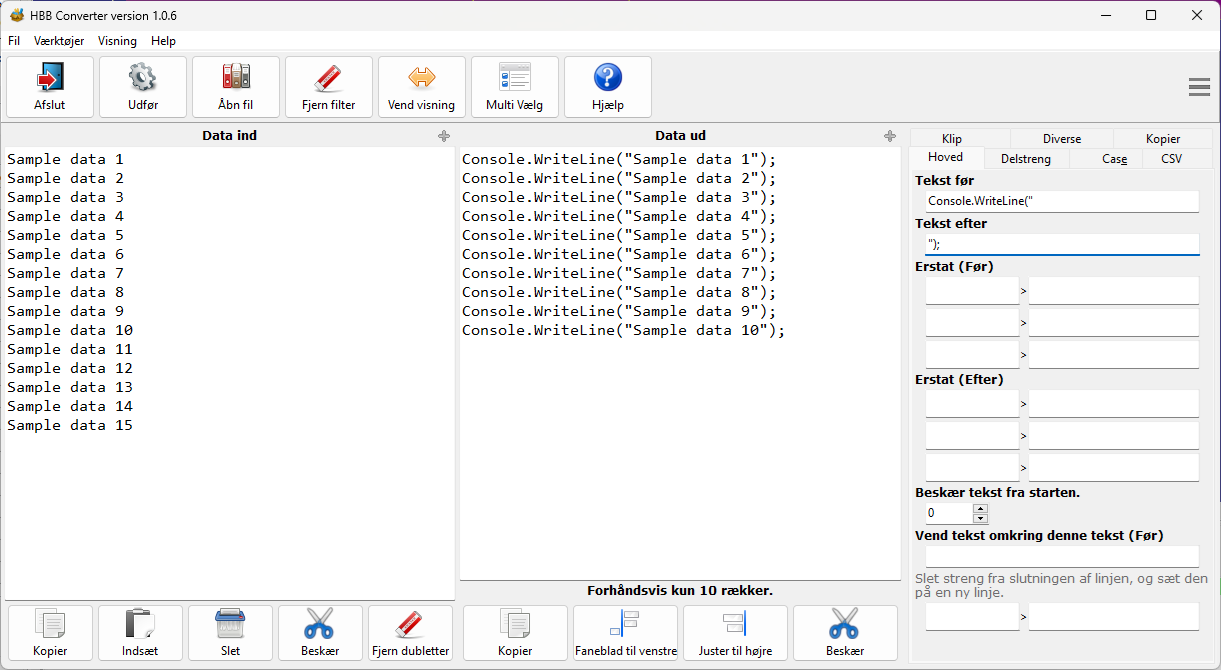 HBB Converter version 1.0.6
Fil Værktøjer Visning Help
Afslut Udfør Åbn fil Fjern filter Vend visning Multi Vælg Hjælp
Data ind
Sample data 1
Sample data 2
Sample data 3
Sample data 4
Sample data 5
Sample data 6
Sample data 7
Sample data 8
Sample data 9
Sample data 10
Sample data 11
Sample data 12
Sample data 13
Sample data 14
Sample data 15
Kopier Indsæt Slet Beskær Fjern dubletter
Data ud
Console.WriteLine("Sample data 1");
Console.WriteLine("Sample data 2");
Console.WriteLine("Sample data 3");
Console.WriteLine("Sample data 4");
Console.WriteLine("Sample data 5");
Console.WriteLine("Sample data 6");
Console.WriteLine("Sample data 7");
Console.WriteLine("Sample data 8");
Console.WriteLine("Sample data 9");
Console.WriteLine("Sample data 10");
Forhåndsvis kun 10 rækker.
Kopier Faneblad til venstre Juster til højre Beskær
Klip Diverse Kopier
Hoved Delstreng Case CSV
Tekst før
Console.WriteLine("
Tekst efter
");
Erstat (Før)
>
>
>
Erstat (Efter)
>
>
>
Beskær tekst fra starten.
0
Vend tekst omkring denne tekst (Før)
Slet streng fra slutningen af linjen, og sæt den
på en ny linje.
>